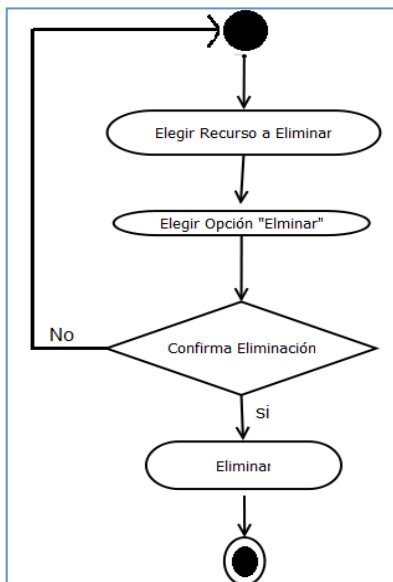 Elegir Recurso a Eliminar
Elegir Opción "Elminar"
Confirma Eliminación
No
si
Eliminar